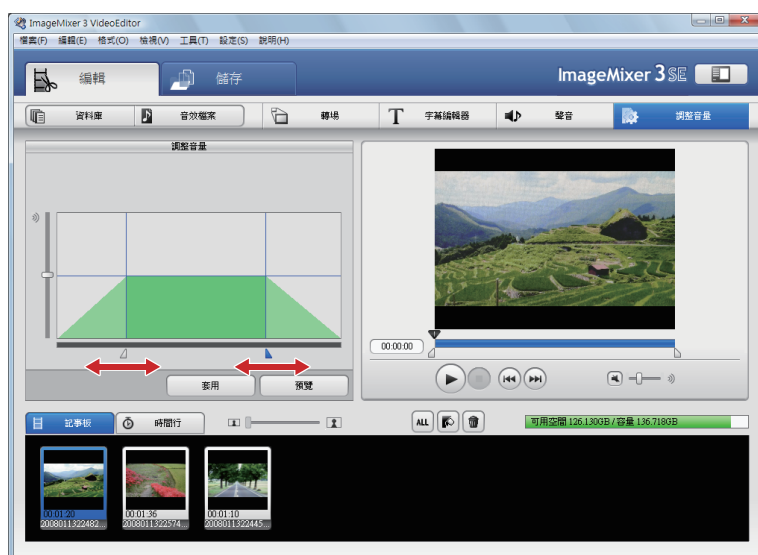 ImageMixer 3 VideoEditor
檔案(F) 編輯(E) 格式(O) 檢視(V) 工具(T) 設定(S) 說明(H)
編輯 儲存 ImageMixer 3 SE
資料庫 音效檔案 轉場 T 字幕編輯器 聲音 調整音量
調整音量
00:00:00
套用 預覽
記事板 時間行 ALL 可用空間 126.130GB / 容量 136.718GB
00:01:20 00:01:36 00:01:10
2008011322482... 2008011322574... 2008011322445...